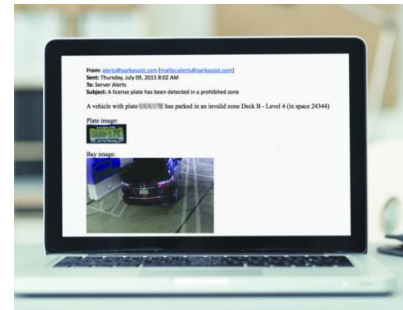 From: alerts@parkassist.com [mailto:alerts@parkassist.com]
Sent: Thursday, July 09, 2015 8:02 AM
To: Server Alerts
Subject: A license plate has been detected in a prohibited zone
A vehicle with plate has parked in an invalid zone Deck B - Level 4 (in space 24344)
Plate image:
Bay image: